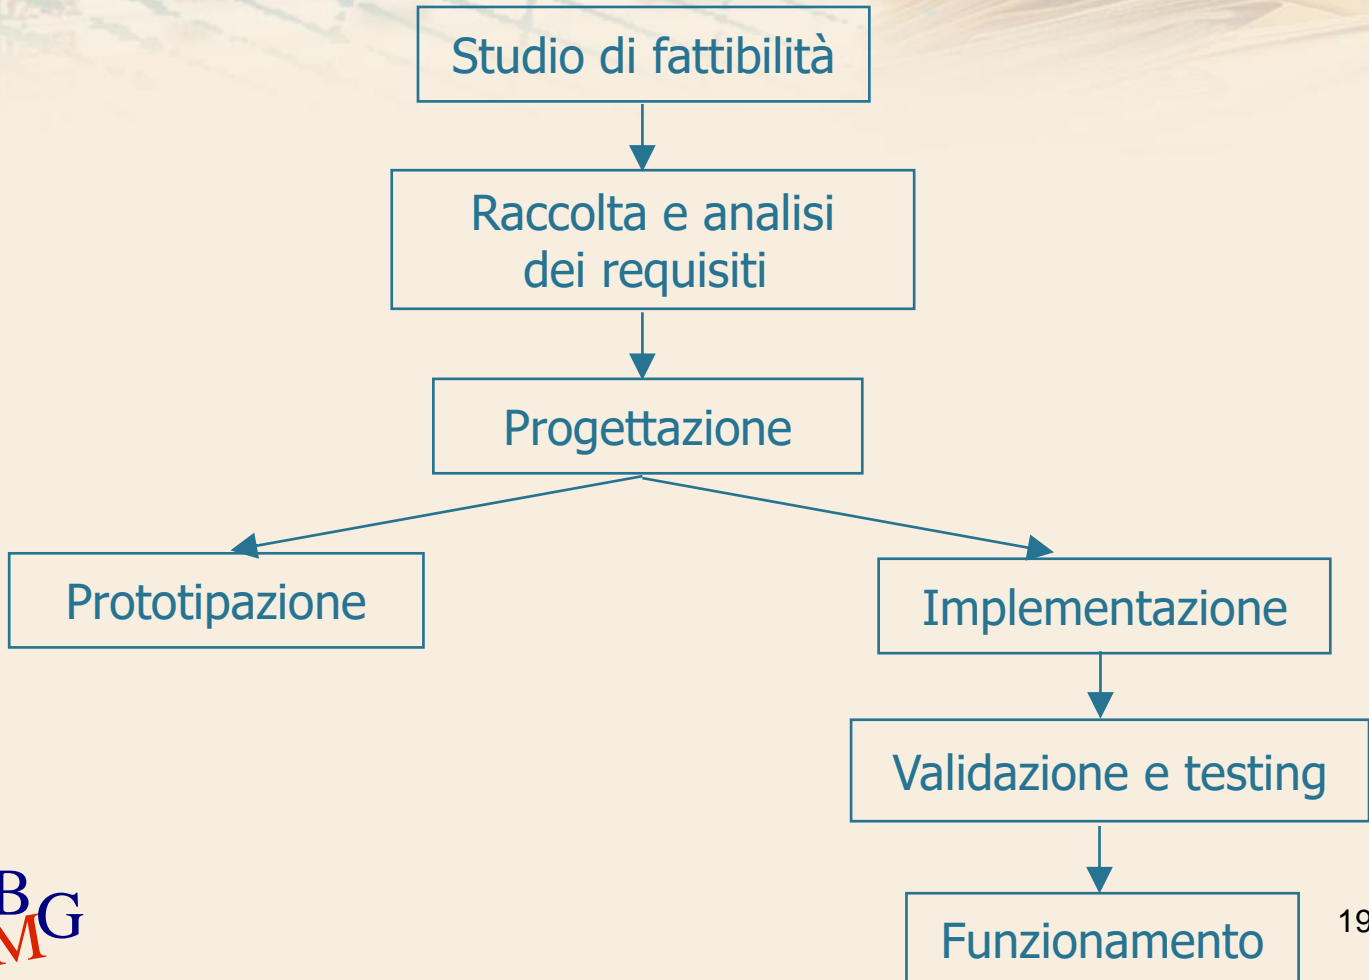 Studio di fattibilità
Raccolta e analisi
dei requisiti
Progettazione
Prototipazione
Implementazione
Validazione e testing
Funzionamento
BG
M
19